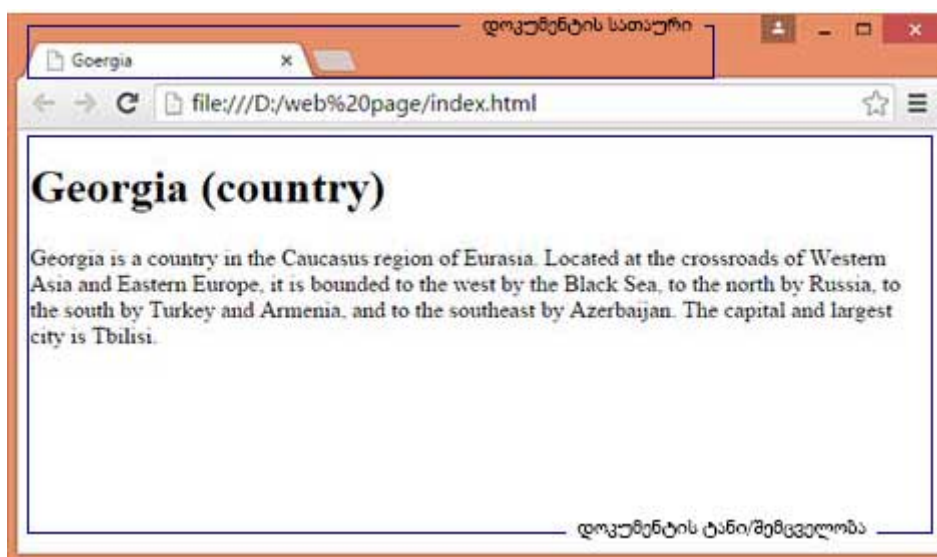 დოკუმენტის სათაური
Goergia
file:///D:/web%20page/index.html
Georgia (country)
Georgia is a country in the Caucasus region of Eurasia. Located at the crossroads of Western
Asia and Eastern Europe, it is bounded to the west by the Black Sea, to the north by Russia, to
the south by Turkey and Armenia, and to the southeast by Azerbaijan. The capital and largest
city is Tbilisi.
დოკუმენტის ტანი/შემცველობა